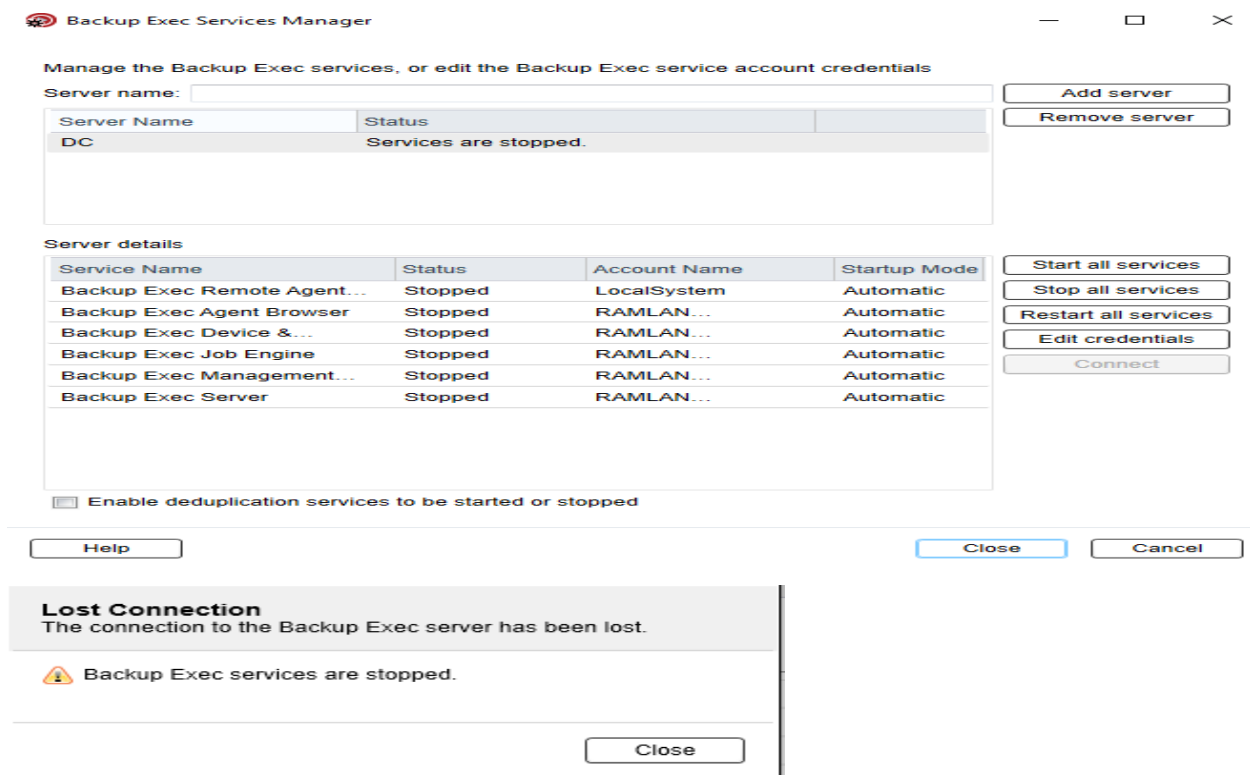 Backup Exec Services Manager
Manage the Backup Exec services, or edit the Backup Exec service account credentials
Server name:
Add server
Server Name Status
Remove server
DC Services are stopped.
Server details
Service Name Status Account Name Startup Mode
Start all services
Backup Exec Remote Agent... Stopped LocalSystem Automatic
Stop all services
Backup Exec Agent Browser Stopped RAMLAN... Automatic
Restart all services
Backup Exec Device &... Stopped RAMLAN... Automatic
Edit credentials
Backup Exec Job Engine Stopped RAMLAN... Automatic
Connect
Backup Exec Management... Stopped RAMLAN... Automatic
Backup Exec Server Stopped RAMLAN... Automatic
Enable deduplication services to be started or stopped
Help Close Cancel
Lost Connection
The connection to the Backup Exec server has been lost.
Backup Exec services are stopped.
Close